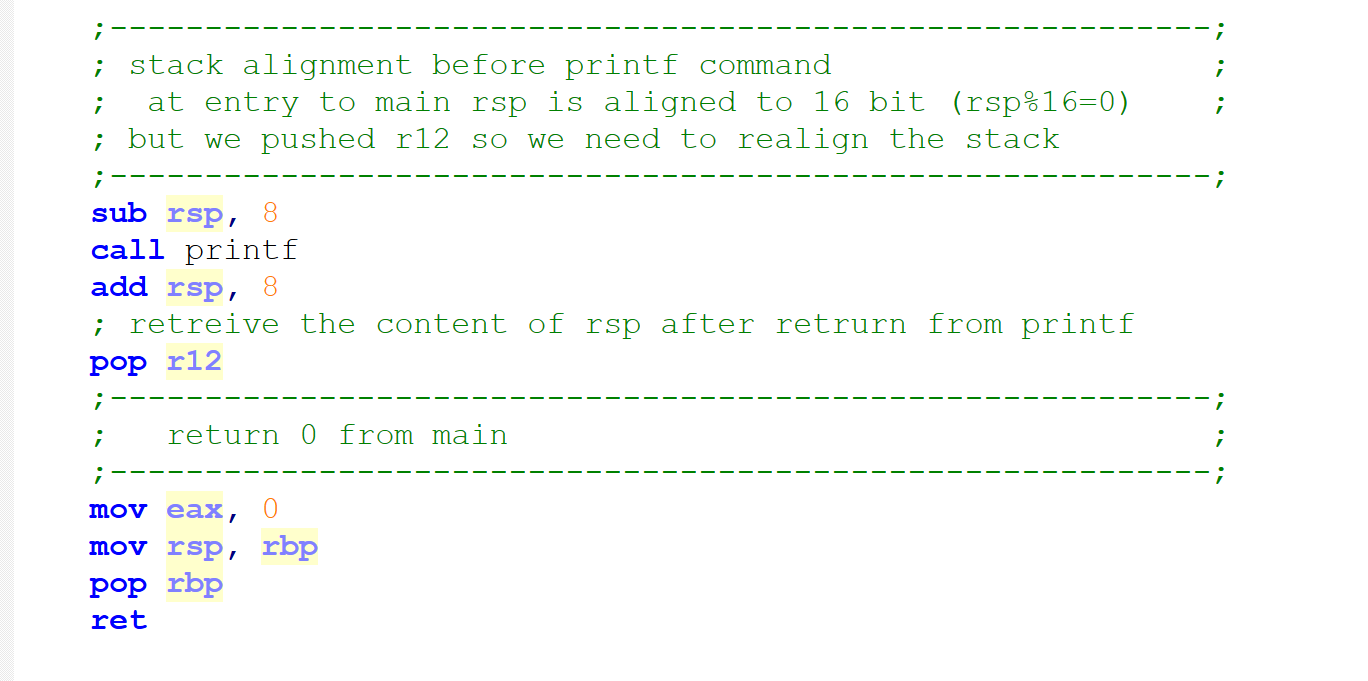 ;----------------------------------------------------------;
; stack alignment before printf command ;
; at entry to main rsp is aligned to 16 bit (rsp%16=0) ;
; but we pushed r12 so we need to realign the stack
;----------------------------------------------------------;
sub rsp, 8
call printf
add rsp, 8
; retreive the content of rsp after retrurn from printf
pop r12
;----------------------------------------------------------;
; return 0 from main ;
;----------------------------------------------------------;
mov eax, 0
mov rsp, rbp
pop rbp
ret